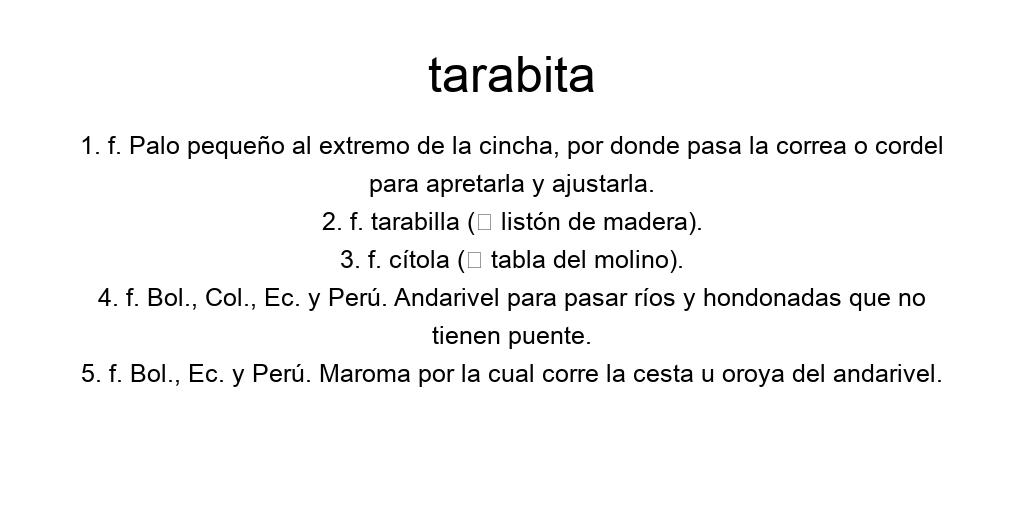 tarabita
1. f. Palo pequeño al extremo de la cincha, por donde pasa la correa o cordel
para apretarla y ajustarla.
2. f. tarabilla (□ listón de madera).
3. f. cítola (□ tabla del molino).
4. f. Bol., Col., Ec. y Perú. Andarivel para pasar ríos y hondonadas que no
tienen puente.
5. f. Bol., Ec. y Perú. Maroma por la cual corre la cesta u oroya del andarivel.